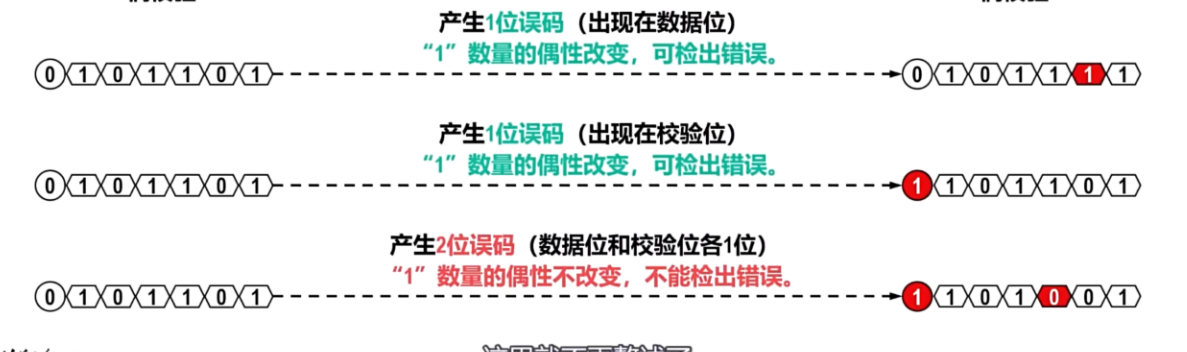 产生1位误码（出现在数据位）
“1”数量的偶性改变，可检出错误。
0 1 0 1 1 0 1 0 1 0 1 1 1 1
产生1位误码（出现在校验位）
“1”数量的偶性改变，可检出错误。
0 1 0 1 1 0 1 1 1 0 1 1 0 1
产生2位误码（数据位和校验位各1位）
“1”数量的偶性不改变，不能检出错误。
0 1 0 1 1 0 1 1 1 0 1 0 0 1